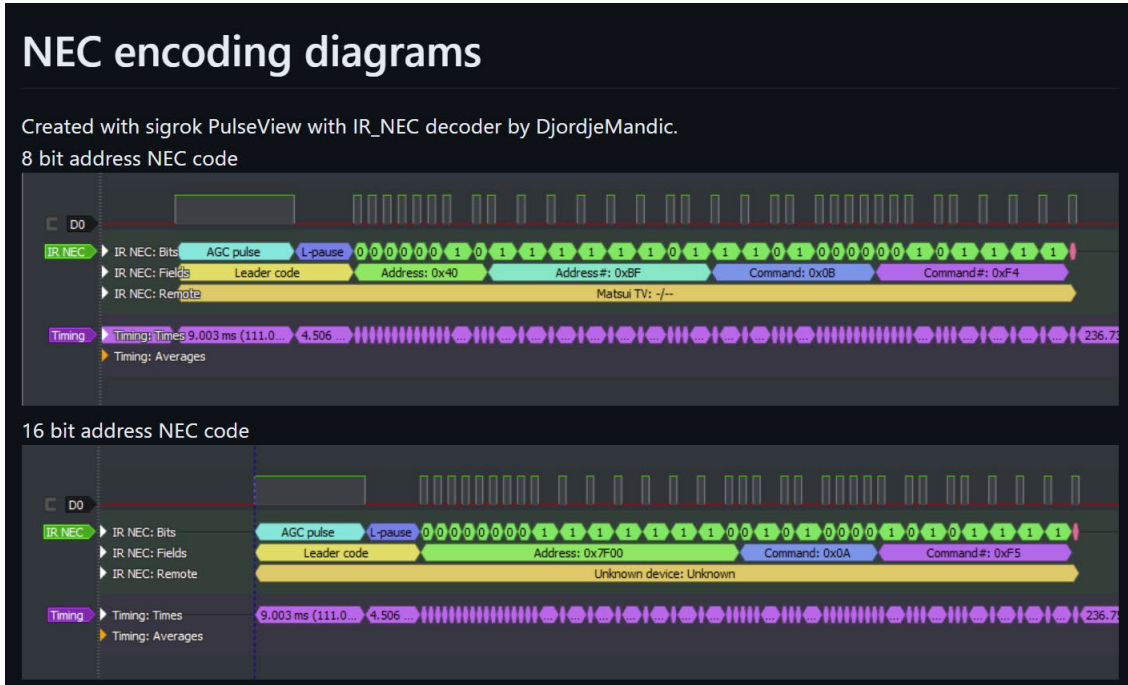 NEC encoding diagrams
Created with sigrok PulseView with IR_NEC decoder by DjordjeMandic.
8 bit address NEC code
D0
IR NEC IR NEC: Bits AGC pulse L-pause 0 0 0 0 0 0 1 0 1 1 1 1 1 1 0 1 1 1 0 1 0 0 0 0 0 0 1 0 1 1 1 1
IR NEC: Fields Leader code Address: 0x40 Address#: 0xBF Command: 0x0B Command#: 0xF4
IR NEC: Remote Matsui TV: -/--
Timing Timing: Times 9.003 ms (111.0... 4.506 ... 236.73
Timing: Averages
16 bit address NEC code
D0
IR NEC IR NEC: Bits AGC pulse L-pause 0 0 0 0 0 0 0 0 1 1 1 1 1 1 1 0 0 1 0 1 0 0 0 0 1 0 1 0 1 1 1 1
IR NEC: Fields Leader code Address: 0x7F00 Command: 0x0A Command#: 0xF5
IR NEC: Remote Unknown device: Unknown
Timing Timing: Times 9.003 ms (111.0... 4.506 ... 236.75
Timing: Averages